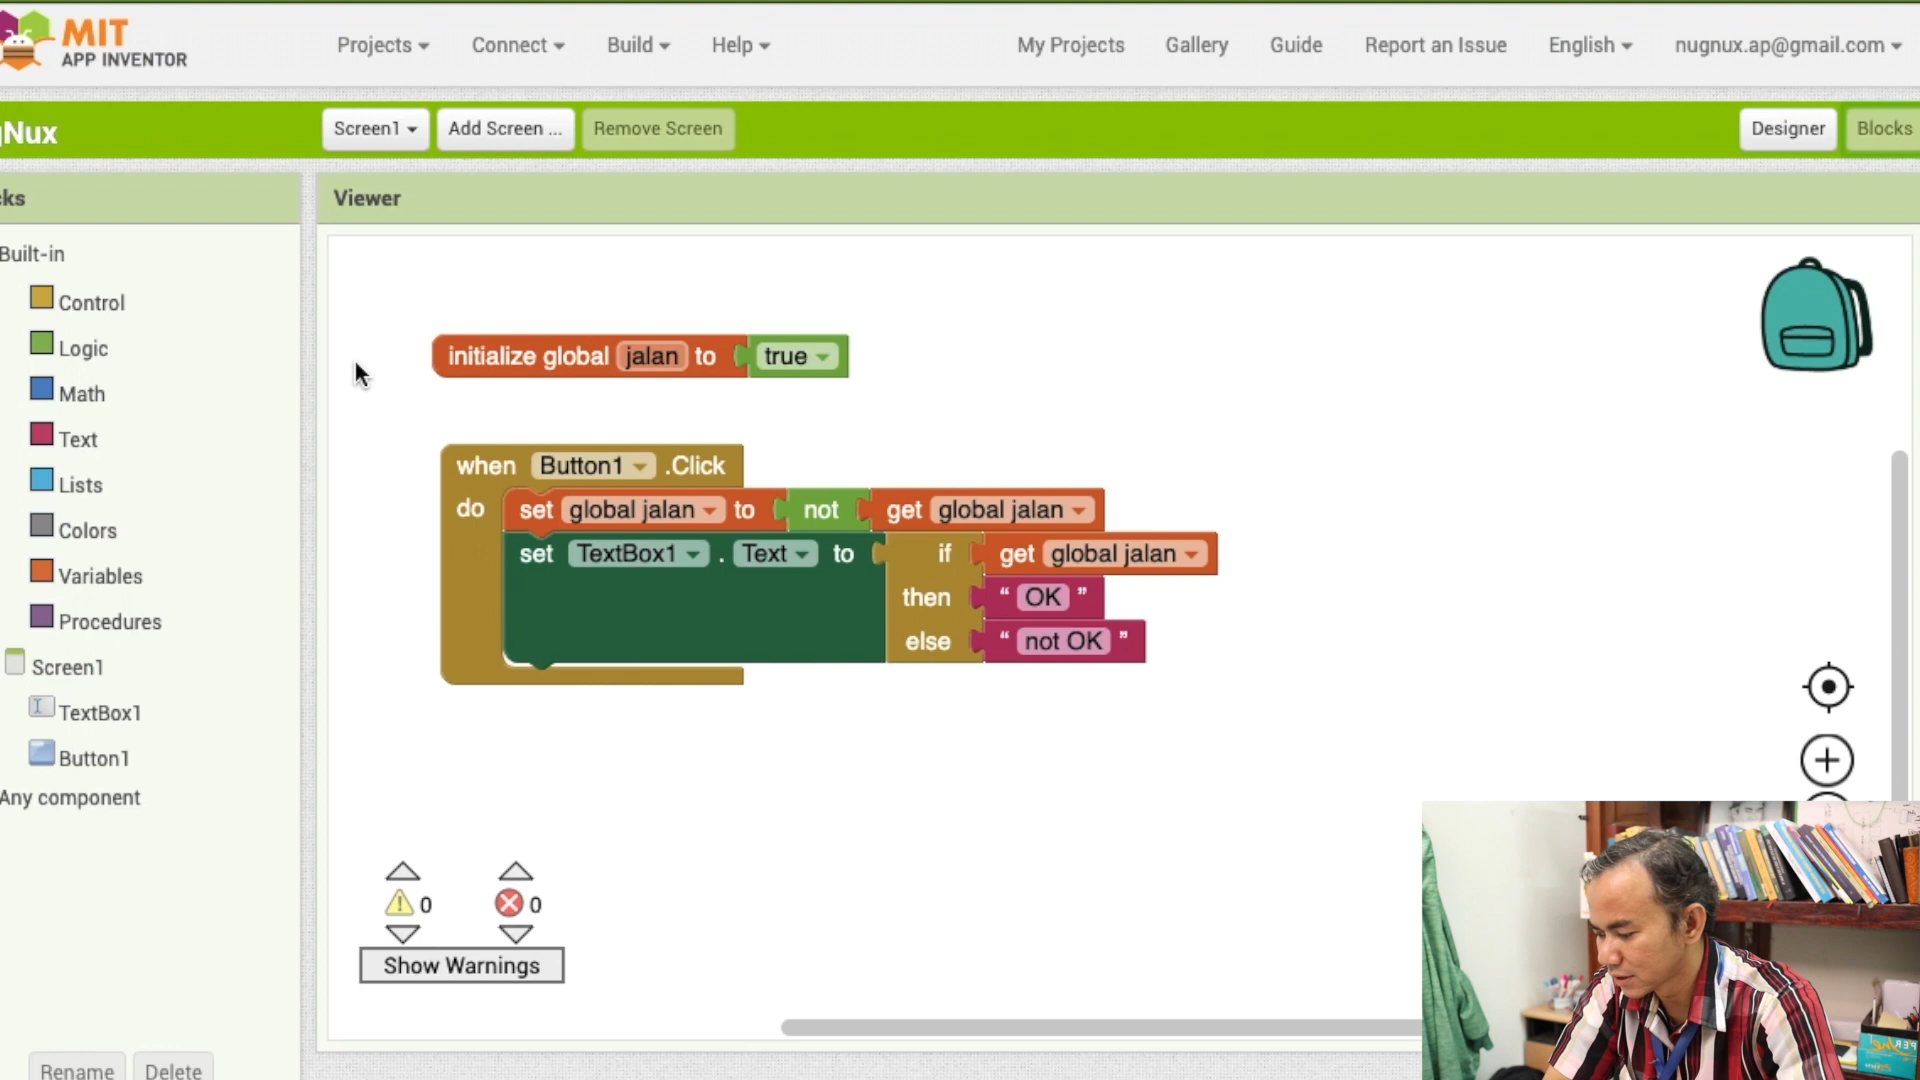 MIT
APP INVENTOR
Projects
Connect
Build
Help
My Projects
Gallery
Guide
Report an Issue
English
nugnux.ap@gmail.com
gNux
Screen1
Add Screen ...
Remove Screen
Designer
Blocks
cks
Viewer
Built-in
Control
Logic
Math
Text
Lists
Colors
Variables
Procedures
Screen1
TextBox1
Button1
Any component
Rename
Delete
initialize global jalan to true
when Button1 .Click
do set global jalan to not get global jalan
set TextBox1 . Text to if get global jalan
then “ OK ”
else “ not OK ”
0
0
Show Warnings